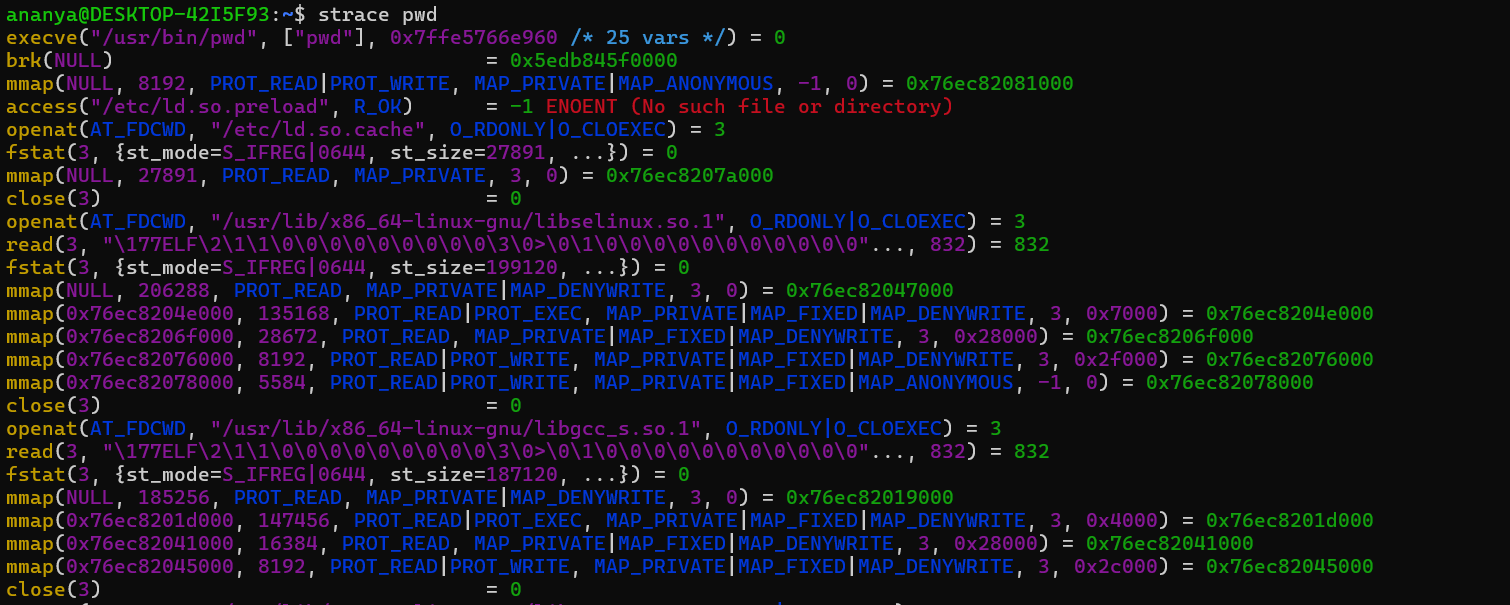 ananya@DESKTOP-42I5F93:~$ strace pwd
execve("/usr/bin/pwd", ["pwd"], 0x7ffe5766e960 /* 25 vars */) = 0
brk(NULL)                               = 0x5edb845f0000
mmap(NULL, 8192, PROT_READ|PROT_WRITE, MAP_PRIVATE|MAP_ANONYMOUS, -1, 0) = 0x76ec82081000
access("/etc/ld.so.preload", R_OK)      = -1 ENOENT (No such file or directory)
openat(AT_FDCWD, "/etc/ld.so.cache", O_RDONLY|O_CLOEXEC) = 3
fstat(3, {st_mode=S_IFREG|0644, st_size=27891, ...}) = 0
mmap(NULL, 27891, PROT_READ, MAP_PRIVATE, 3, 0) = 0x76ec8207a000
close(3)                                = 0
openat(AT_FDCWD, "/usr/lib/x86_64-linux-gnu/libselinux.so.1", O_RDONLY|O_CLOEXEC) = 3
read(3, "\177ELF\2\1\1\0\0\0\0\0\0\0\0\0\3\0>\0\1\0\0\0\0\0\0\0\0\0\0\0"..., 832) = 832
fstat(3, {st_mode=S_IFREG|0644, st_size=199120, ...}) = 0
mmap(NULL, 206288, PROT_READ, MAP_PRIVATE|MAP_DENYWRITE, 3, 0) = 0x76ec82047000
mmap(0x76ec8204e000, 135168, PROT_READ|PROT_EXEC, MAP_PRIVATE|MAP_FIXED|MAP_DENYWRITE, 3, 0x7000) = 0x76ec8204e000
mmap(0x76ec8206f000, 28672, PROT_READ, MAP_PRIVATE|MAP_FIXED|MAP_DENYWRITE, 3, 0x28000) = 0x76ec8206f000
mmap(0x76ec82076000, 8192, PROT_READ|PROT_WRITE, MAP_PRIVATE|MAP_FIXED|MAP_DENYWRITE, 3, 0x2f000) = 0x76ec82076000
mmap(0x76ec82078000, 5584, PROT_READ|PROT_WRITE, MAP_PRIVATE|MAP_FIXED|MAP_ANONYMOUS, -1, 0) = 0x76ec82078000
close(3)                                = 0
openat(AT_FDCWD, "/usr/lib/x86_64-linux-gnu/libgcc_s.so.1", O_RDONLY|O_CLOEXEC) = 3
read(3, "\177ELF\2\1\1\0\0\0\0\0\0\0\0\0\3\0>\0\1\0\0\0\0\0\0\0\0\0\0\0"..., 832) = 832
fstat(3, {st_mode=S_IFREG|0644, st_size=187120, ...}) = 0
mmap(NULL, 185256, PROT_READ, MAP_PRIVATE|MAP_DENYWRITE, 3, 0) = 0x76ec82019000
mmap(0x76ec8201d000, 147456, PROT_READ|PROT_EXEC, MAP_PRIVATE|MAP_FIXED|MAP_DENYWRITE, 3, 0x4000) = 0x76ec8201d000
mmap(0x76ec82041000, 16384, PROT_READ, MAP_PRIVATE|MAP_FIXED|MAP_DENYWRITE, 3, 0x28000) = 0x76ec82041000
mmap(0x76ec82045000, 8192, PROT_READ|PROT_WRITE, MAP_PRIVATE|MAP_FIXED|MAP_DENYWRITE, 3, 0x2c000) = 0x76ec82045000
close(3)                                = 0